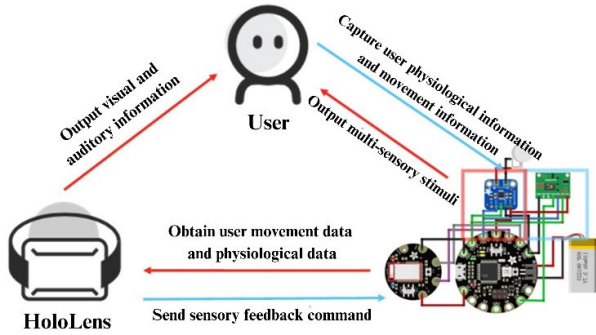 Output visual and
auditory information
User
Capture user physiological information
and movement information
Output multi-sensory stimuli
Obtain user movement data
and physiological data
HoloLens
Send sensory feedback command